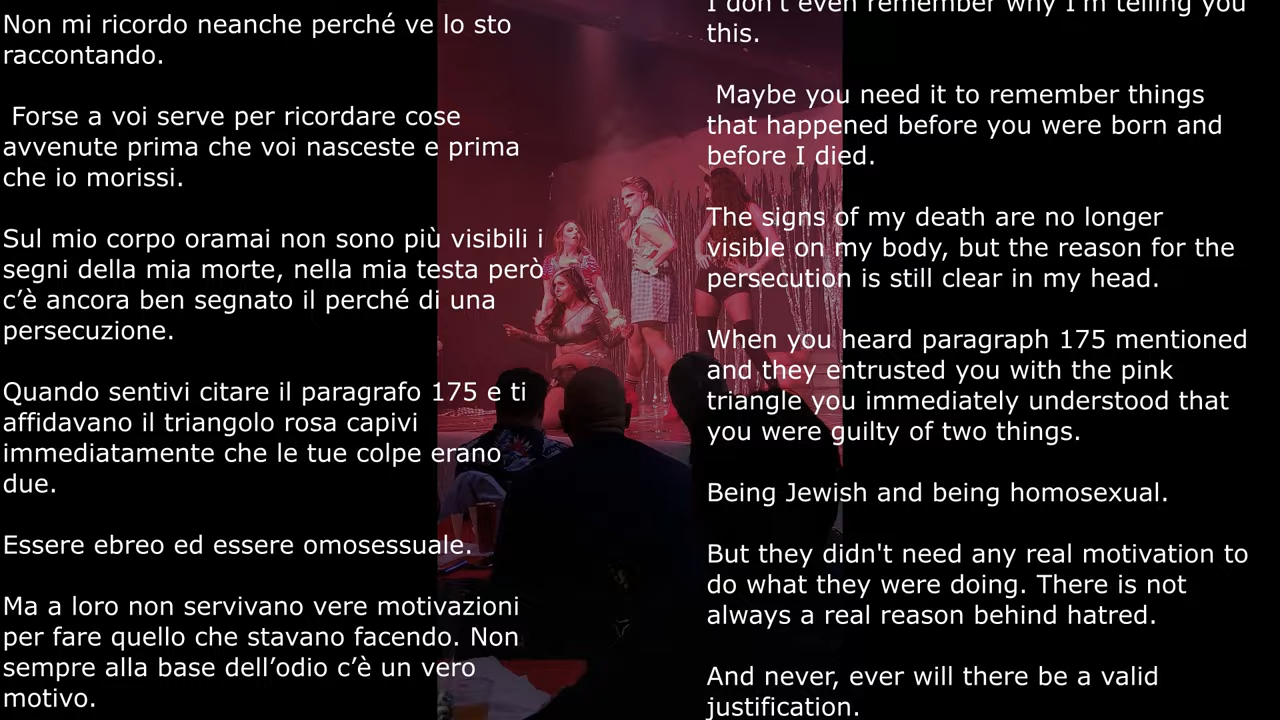 Non mi ricordo neanche perché ve lo sto
raccontando.
Forse a voi serve per ricordare cose
avvenute prima che voi nasceste e prima
che io morissi.
Sul mio corpo oramai non sono più visibili i
segni della mia morte, nella mia testa però
c’è ancora ben segnato il perché di una
persecuzione.
Quando sentivi citare il paragrafo 175 e ti
affidavano il triangolo rosa capivi
immediatamente che le tue colpe erano
due.
Essere ebreo ed essere omosessuale.
Ma a loro non servivano vere motivazioni
per fare quello che stavano facendo. Non
sempre alla base dell’odio c’è un vero
motivo.
I don't even remember why I'm telling you
this.
Maybe you need it to remember things
that happened before you were born and
before I died.
The signs of my death are no longer
visible on my body, but the reason for the
persecution is still clear in my head.
When you heard paragraph 175 mentioned
and they entrusted you with the pink
triangle you immediately understood that
you were guilty of two things.
Being Jewish and being homosexual.
But they didn't need any real motivation to
do what they were doing. There is not
always a real reason behind hatred.
And never, ever will there be a valid
justification.